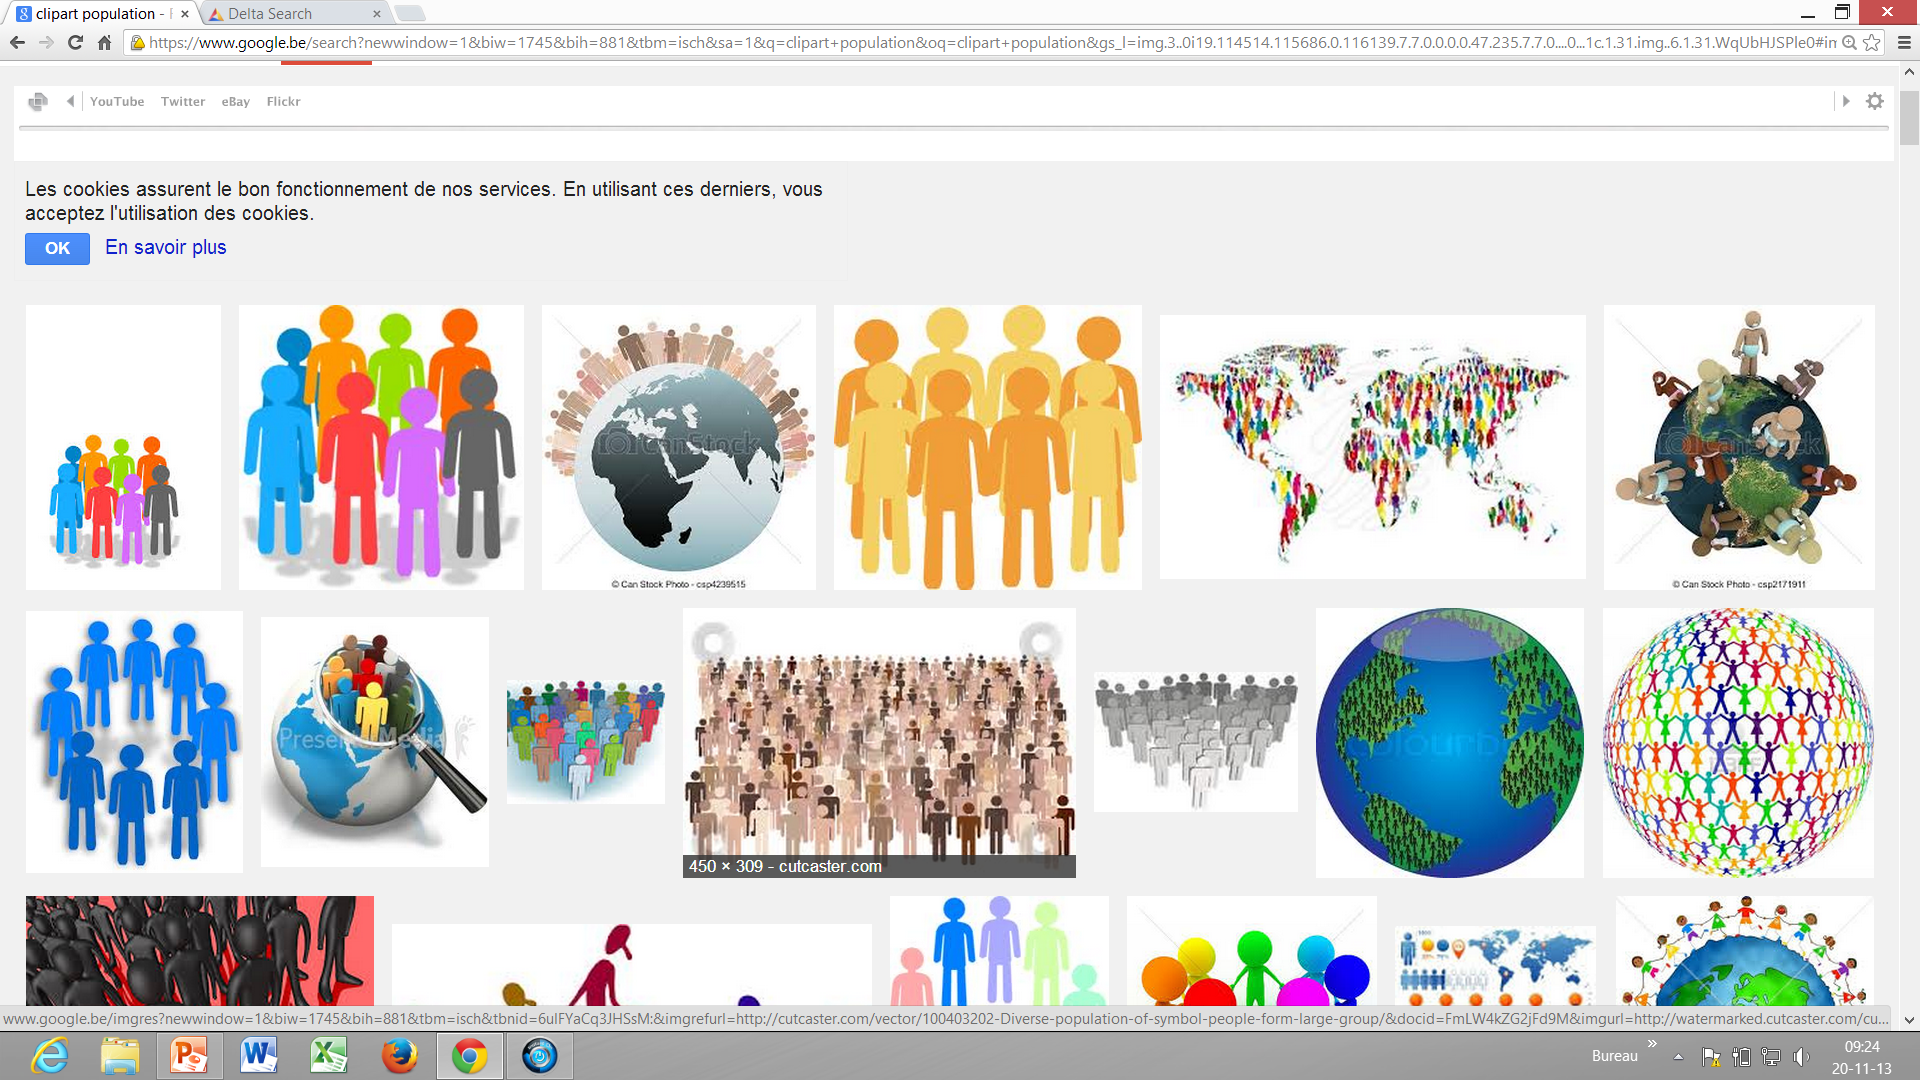 clipart population -
Delta Search
https://www.google.be/search?newwindow=1&biw=1745&bih=881&tbm=isch&sa=1&q=clipart+population&oq=clipart+population&gs_l=img.3..0i19.114514.115686.0.116139.7.7.0.0.0.0.47.235.7.7.0....0...1c.1.31.img..6.1.31.WqUbHJSPle0#in
YouTube Twitter eBay Flickr
Les cookies assurent le bon fonctionnement de nos services. En utilisant ces derniers, vous
acceptez l'utilisation des cookies.
OK En savoir plus
CanStock
© Can Stock Photo - csp4239515
CanStock
© Can Stock Photo - csp2171911
450 × 309 - cutcaster.com
www.google.be/imgres?newwindow=1&biw=1745&bih=881&tbm=isch&tbnid=6ulFYaCq3JHSsM:&imgrefurl=http://cutcaster.com/vector/100403202-Diverse-population-of-symbol-people-form-large-group/&docid=FmLW4kZG2jFd9M&imgurl=http://watermarked.cutcaster.com/cu...
Bureau
09:24
20-11-13